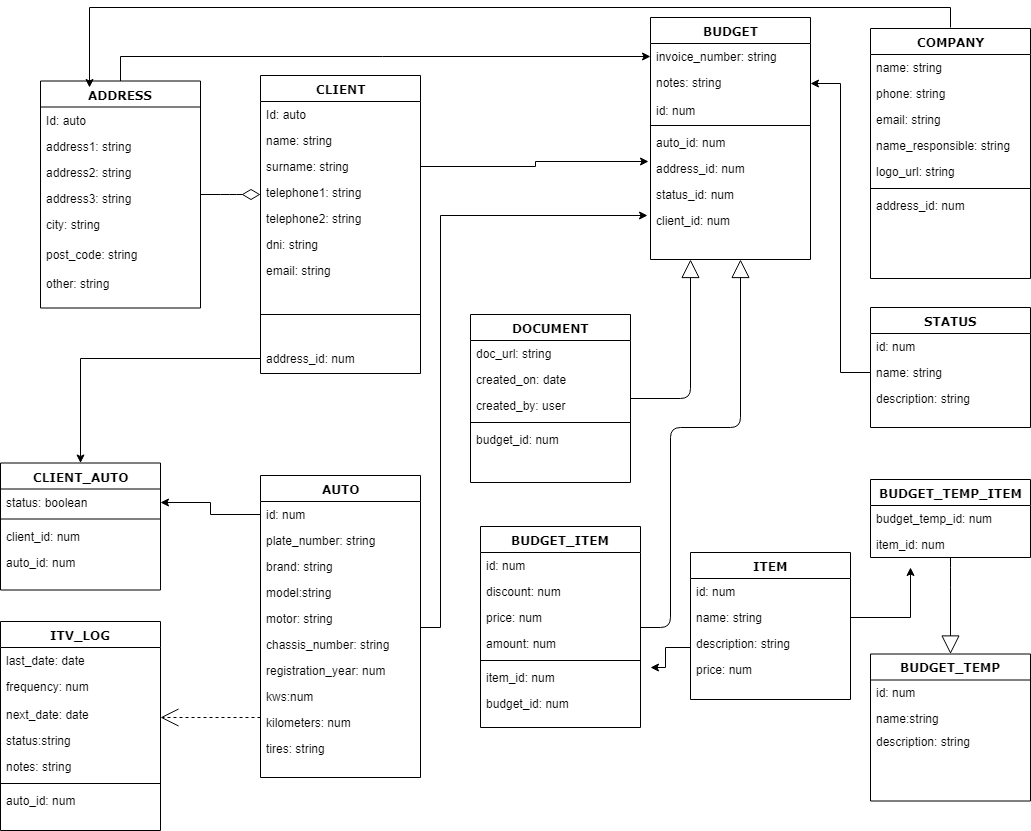 BUDGET
invoice_number: string
notes: string
id: num
auto_id: num
address_id: num
status_id: num
client_id: num
COMPANY
name: string
phone: string
email: string
name_responsible: string
logo_url: string
address_id: num
ADDRESS
Id: auto
address1: string
address2: string
address3: string
city: string
post_code: string
other: string
CLIENT
Id: auto
name: string
surname: string
telephone1: string
telephone2: string
dni: string
email: string
address_id: num
DOCUMENT
doc_url: string
created_on: date
created_by: user
budget_id: num
STATUS
id: num
name: string
description: string
CLIENT_AUTO
status: boolean
client_id: num
auto_id: num
AUTO
id: num
plate_number: string
brand: string
model:string
motor: string
chassis_number: string
registration_year: num
kws:num
kilometers: num
tires: string
BUDGET_ITEM
id: num
discount: num
price: num
amount: num
item_id: num
budget_id: num
ITEM
id: num
name: string
description: string
price: num
BUDGET_TEMP_ITEM
budget_temp_id: num
item_id: num
ITV_LOG
last_date: date
frequency: num
next_date: date
status:string
notes: string
auto_id: num
BUDGET_TEMP
id: num
name:string
description: string